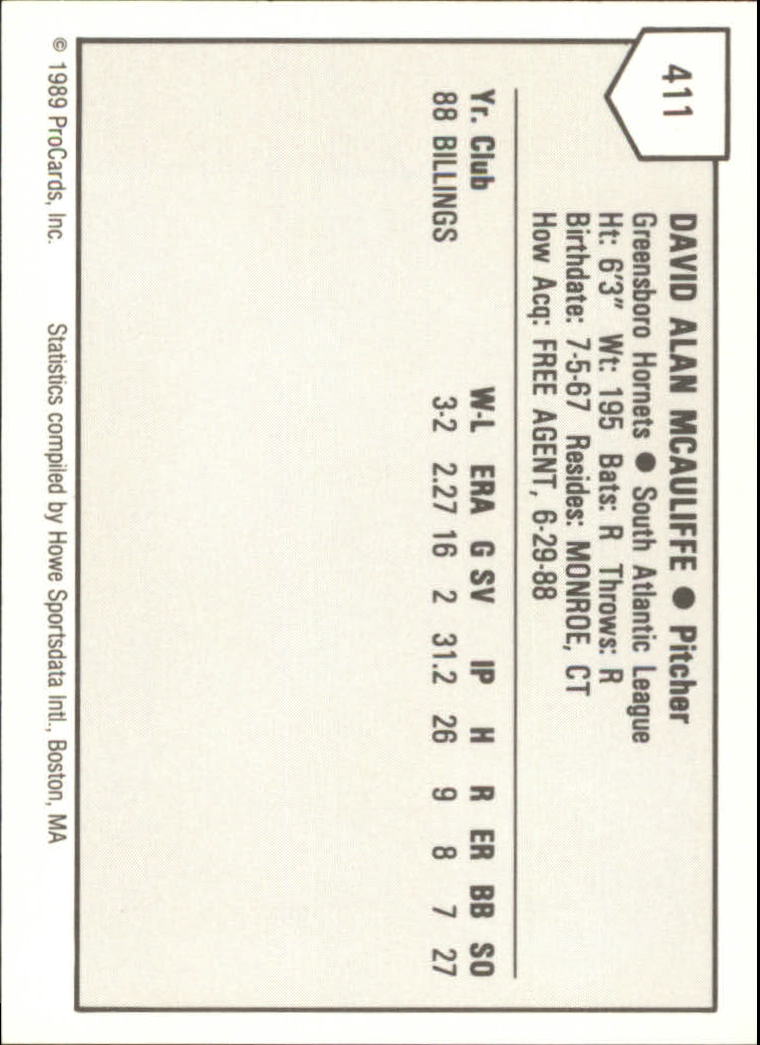 411
DAVID ALAN MCAULIFFE ● Pitcher
Greensboro Hornets ● South Atlantic League
Ht: 6'3" Wt: 195 Bats: R Throws: R
Birthdate: 7-5-67 Resides: MONROE, CT
How Acq: FREE AGENT, 6-29-88
Yr. Club W-L ERA G SV IP H R ER BB SO
88 BILLINGS 3-2 2.27 16 2 31.2 26 9 8 7 27
© 1989 ProCards, Inc. Statistics compiled by Howe Sportsdata Intl., Boston, MA